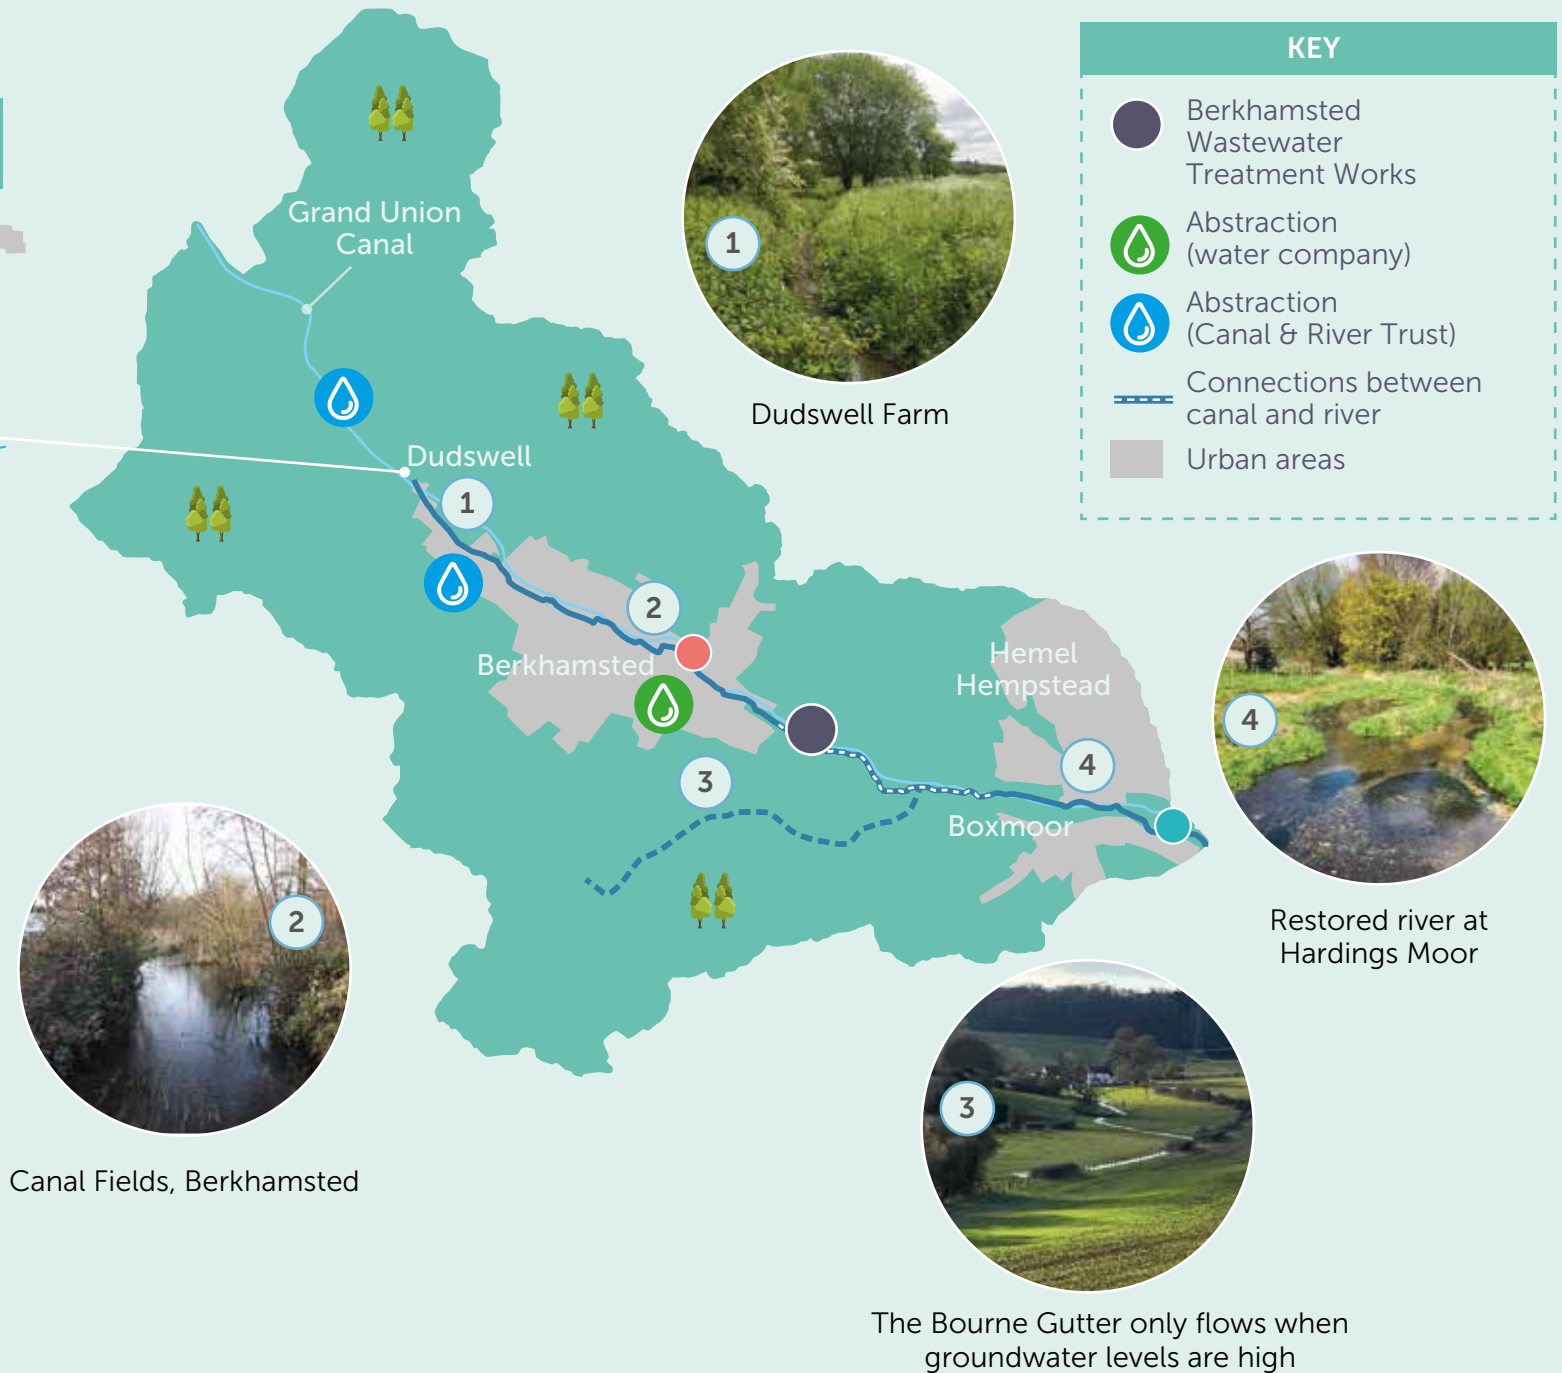 KEY
Berkhamsted
Wastewater
Treatment Works
Abstraction
(water company)
Abstraction
(Canal & River Trust)
Connections between
canal and river
Urban areas
Grand Union
Canal
Dudswell
1
2
Berkhamsted
3
Hemel
Hempstead
4
Boxmoor
1
Dudswell Farm
4
Restored river at
Hardings Moor
2
Canal Fields, Berkhamsted
3
The Bourne Gutter only flows when
groundwater levels are high